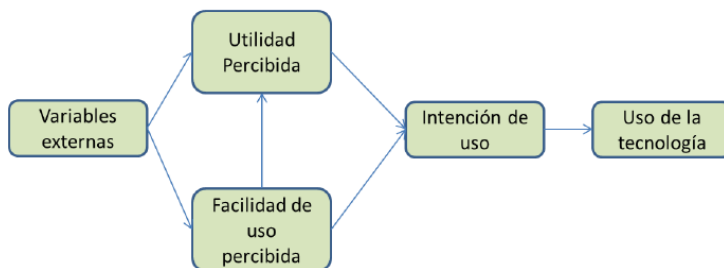 Utilidad
Percibida
Variables
externas
Intención de
uso
Uso de la
tecnología
Facilidad de
uso
percibida